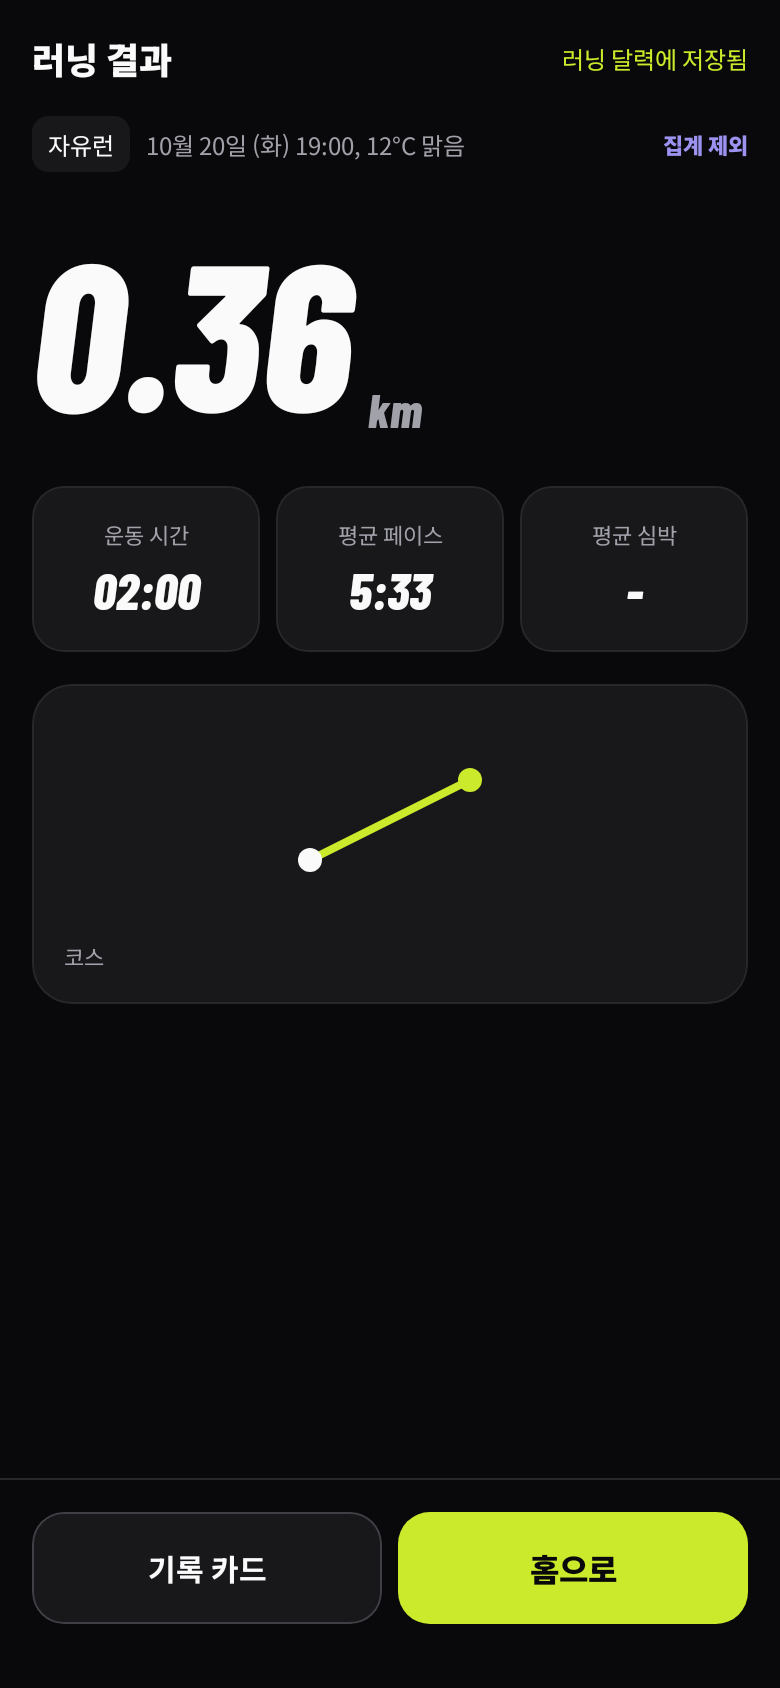 러닝 결과
러닝 달력에 저장됨
자유런
10월 20일 (화) 19:00, 12°C 맑음
집계 제외
0.36 km
운동 시간
02:00
평균 페이스
5:33
평균 심박
-
코스
기록 카드
홈으로